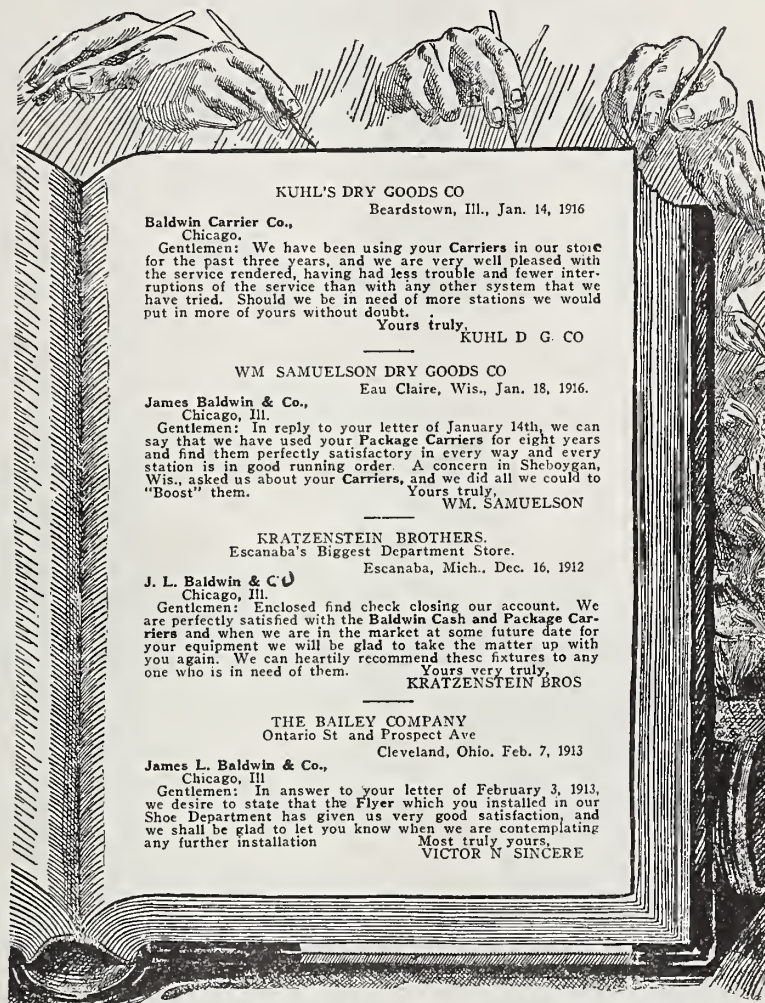 KUHL'S DRY GOODS CO
Beardstown, Ill., Jan. 14, 1916
Baldwin Carrier Co.,
Chicago.
Gentlemen: We have been using your Carriers in our store
for the past three years, and we are very well pleased with
the service rendered, having had less trouble and fewer inter-
ruptions of the service than with any other system that we
have tried. Should we be in need of more stations we would
put in more of yours without doubt.
Yours truly,
KUHL D G. CO
WM SAMUELSON DRY GOODS CO
Eau Claire, Wis., Jan. 18, 1916.
James Baldwin & Co.,
Chicago, Ill.
Gentlemen: In reply to your letter of January 14th, we can
say that we have used your Package Carriers for eight years
and find them perfectly satisfactory in every way and every
station is in good running order. A concern in Sheboygan,
Wis., asked us about your Carriers, and we did all we could to
"Boost" them. Yours truly,
WM. SAMUELSON
KRATZENSTEIN BROTHERS.
Escanaba's Biggest Department Store.
Escanaba, Mich.. Dec. 16, 1912
J. L. Baldwin & CO
Chicago, Ill.
Gentlemen: Enclosed find check closing our account. We
are perfectly satisfied with the Baldwin Cash and Package Car-
riers and when we are in the market at some future date for
your equipment we will be glad to take the matter up with
you again. We can heartily recommend these fixtures to any
one who is in need of them. Yours very truly,
KRATZENSTEIN BROS
THE BAILEY COMPANY
Ontario St and Prospect Ave
Cleveland, Ohio. Feb. 7, 1913
James L. Baldwin & Co.,
Chicago, Ill
Gentlemen: In answer to your letter of February 3, 1913,
we desire to state that the Flyer which you installed in our
Shoe Department has given us very good satisfaction, and
we shall be glad to let you know when we are contemplating
any further installation Most truly yours,
VICTOR N SINCERE